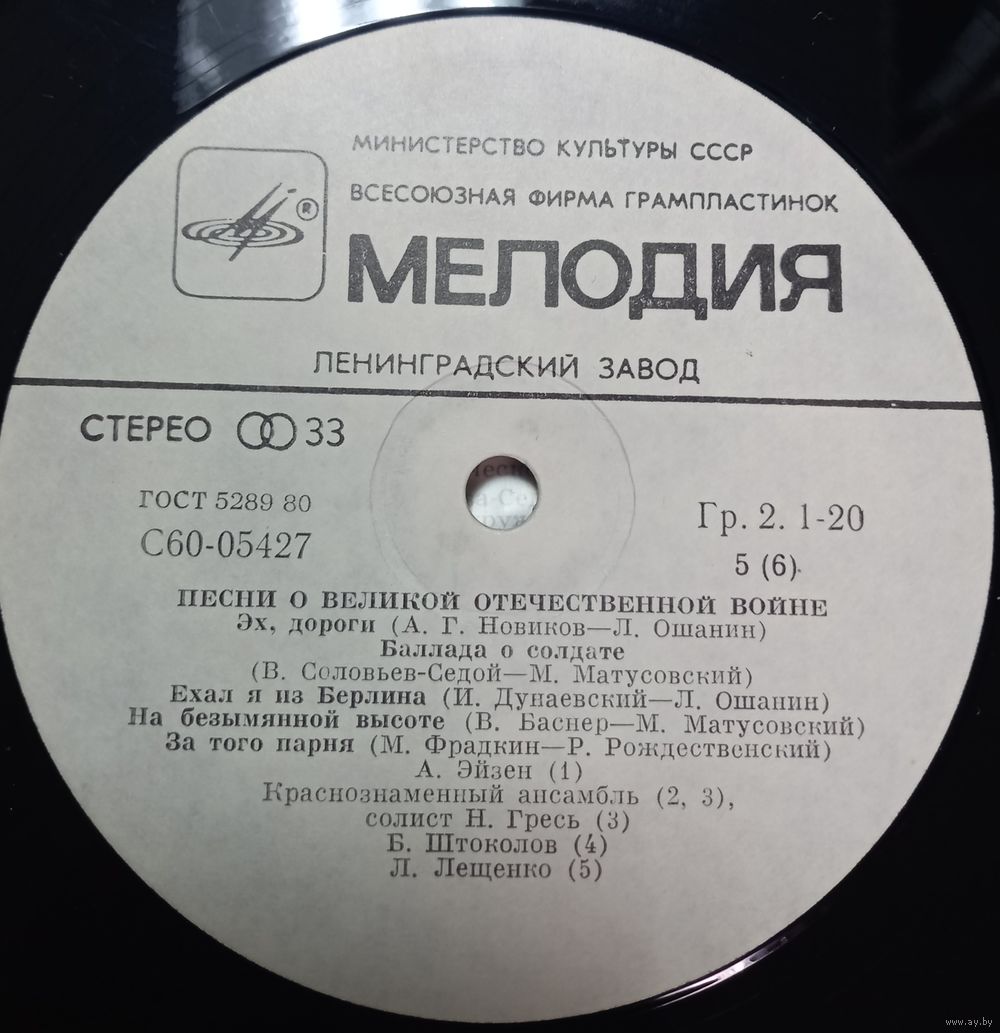 МИНИСТЕРСТВО КУЛЬТУРЫ СССР
ВСЕСОЮЗНАЯ ФИРМА ГРАМПЛАСТИНОК
®
МЕЛОДИЯ
ЛЕНИНГРАДСКИЙ ЗАВОД
СТЕРЕО 33
ГОСТ 5289 80
С60-05427
Гр. 2. 1-20
5 (6).
ПЕСНИ О ВЕЛИКОЙ ОТЕЧЕСТВЕННОЙ ВОЙНЕ
Эх, дороги (А. Г. Новиков—Л. Ошанин)
Баллада о солдате
(В. Соловьев-Седой—М. Матусовский)
Ехал я из Берлина (И. Дунаевский—Л. Ошанин)
На безымянной высоте (В. Баснер—М. Матусовский)
За того парня (М. Фрадкин—Р. Рождественский)
А. Эйзен (1)
Краснознаменный ансамбль (2, 3),
солист Н. Гресь (3)
Б. Штоколов (4)
Л. Лещенко (5)
www.ay.by